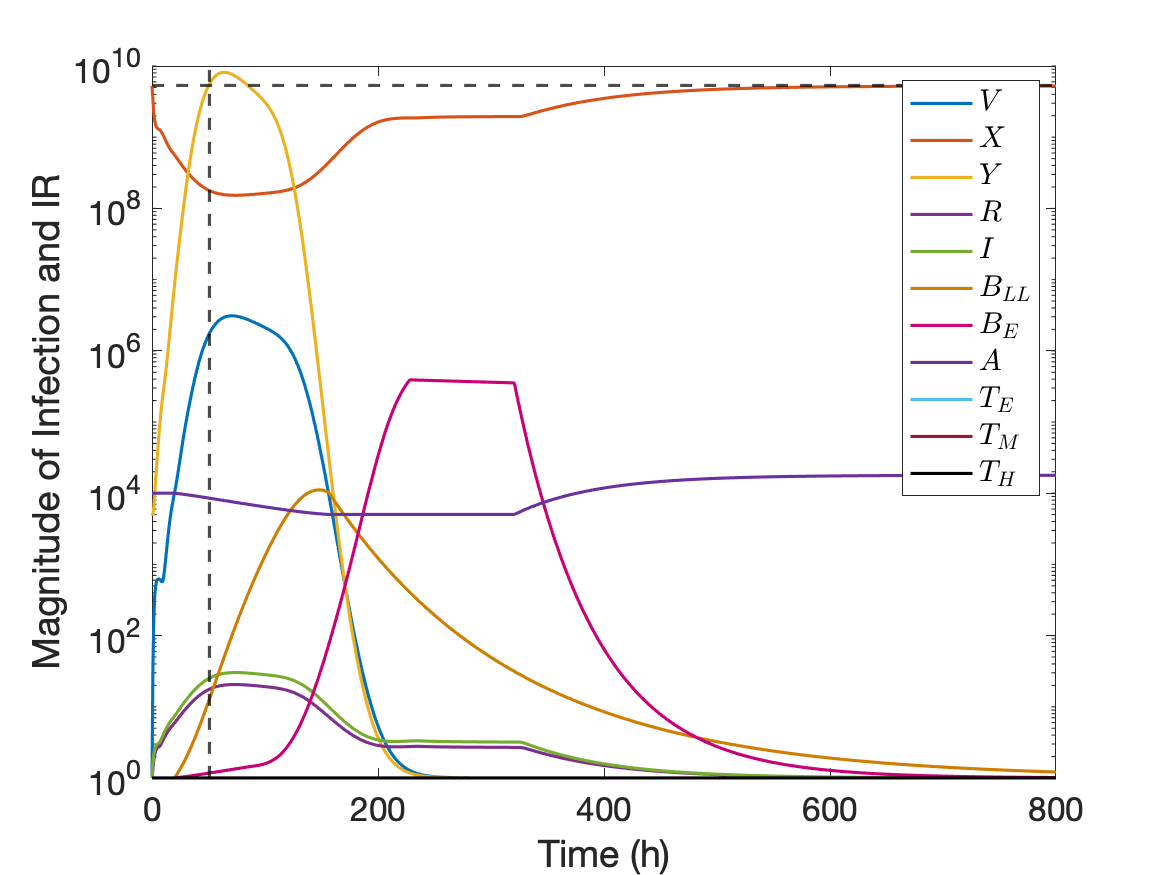 Magnitude of Infection and IR
10^10
10^8
10^6
10^4
10^2
10^0
0 200 400 600 800
Time (h)
V
X
Y
R
I
B_LL
B_E
A
T_E
T_M
T_H